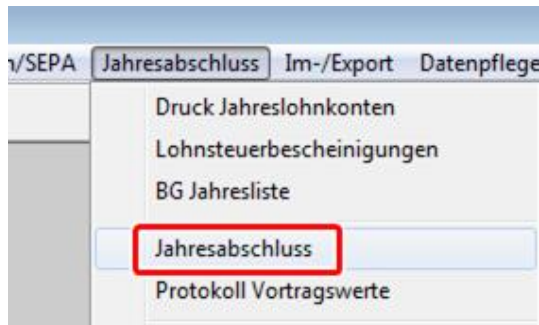 /SEPA Jahresabschluss Im-/Export Datenpflege
Druck Jahreslohnkonten
Lohnsteuerbescheinigungen
BG Jahresliste
Jahresabschluss
Protokoll Vortragswerte